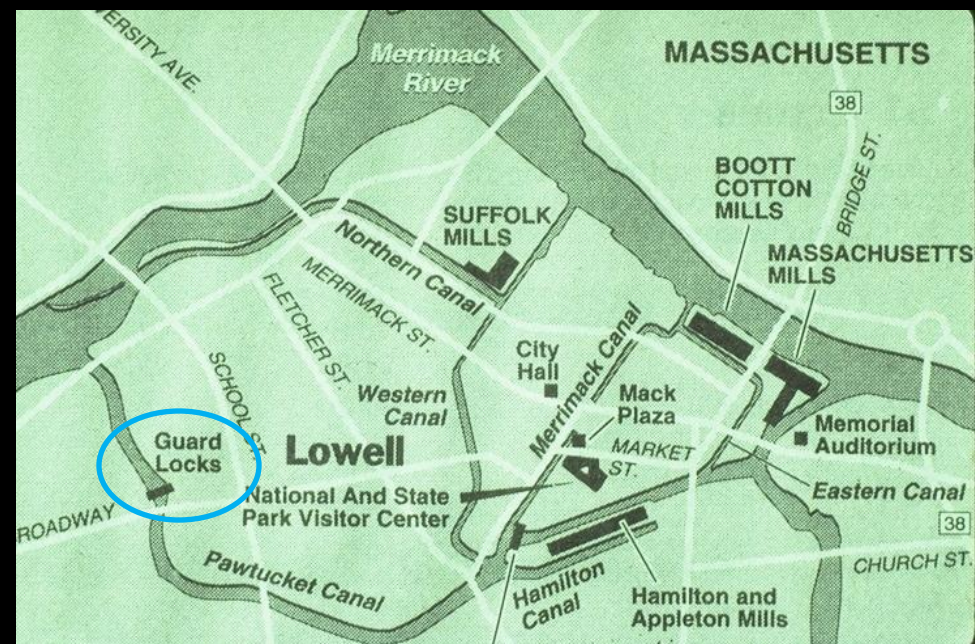 VERSITY AVE.
Merrimack
River
MASSACHUSETTS
38
BRIDGE ST.
BOOTT
COTTON
MILLS
MASSACHUSETTS
MILLS
SUFFOLK
MILLS
Northern Canal
MERRIMACK ST.
FLETCHER ST.
SCHOOL ST.
Western
Canal
City
Hall
Merrimack Canal
Mack
Plaza
MARKET
ST.
Memorial
Auditorium
Eastern Canal
38
CHURCH ST.
Guard
Locks
Lowell
National And State
Park Visitor Center
ROADWAY
Pawtucket Canal
Hamilton
Canal
Hamilton and
Appleton Mills